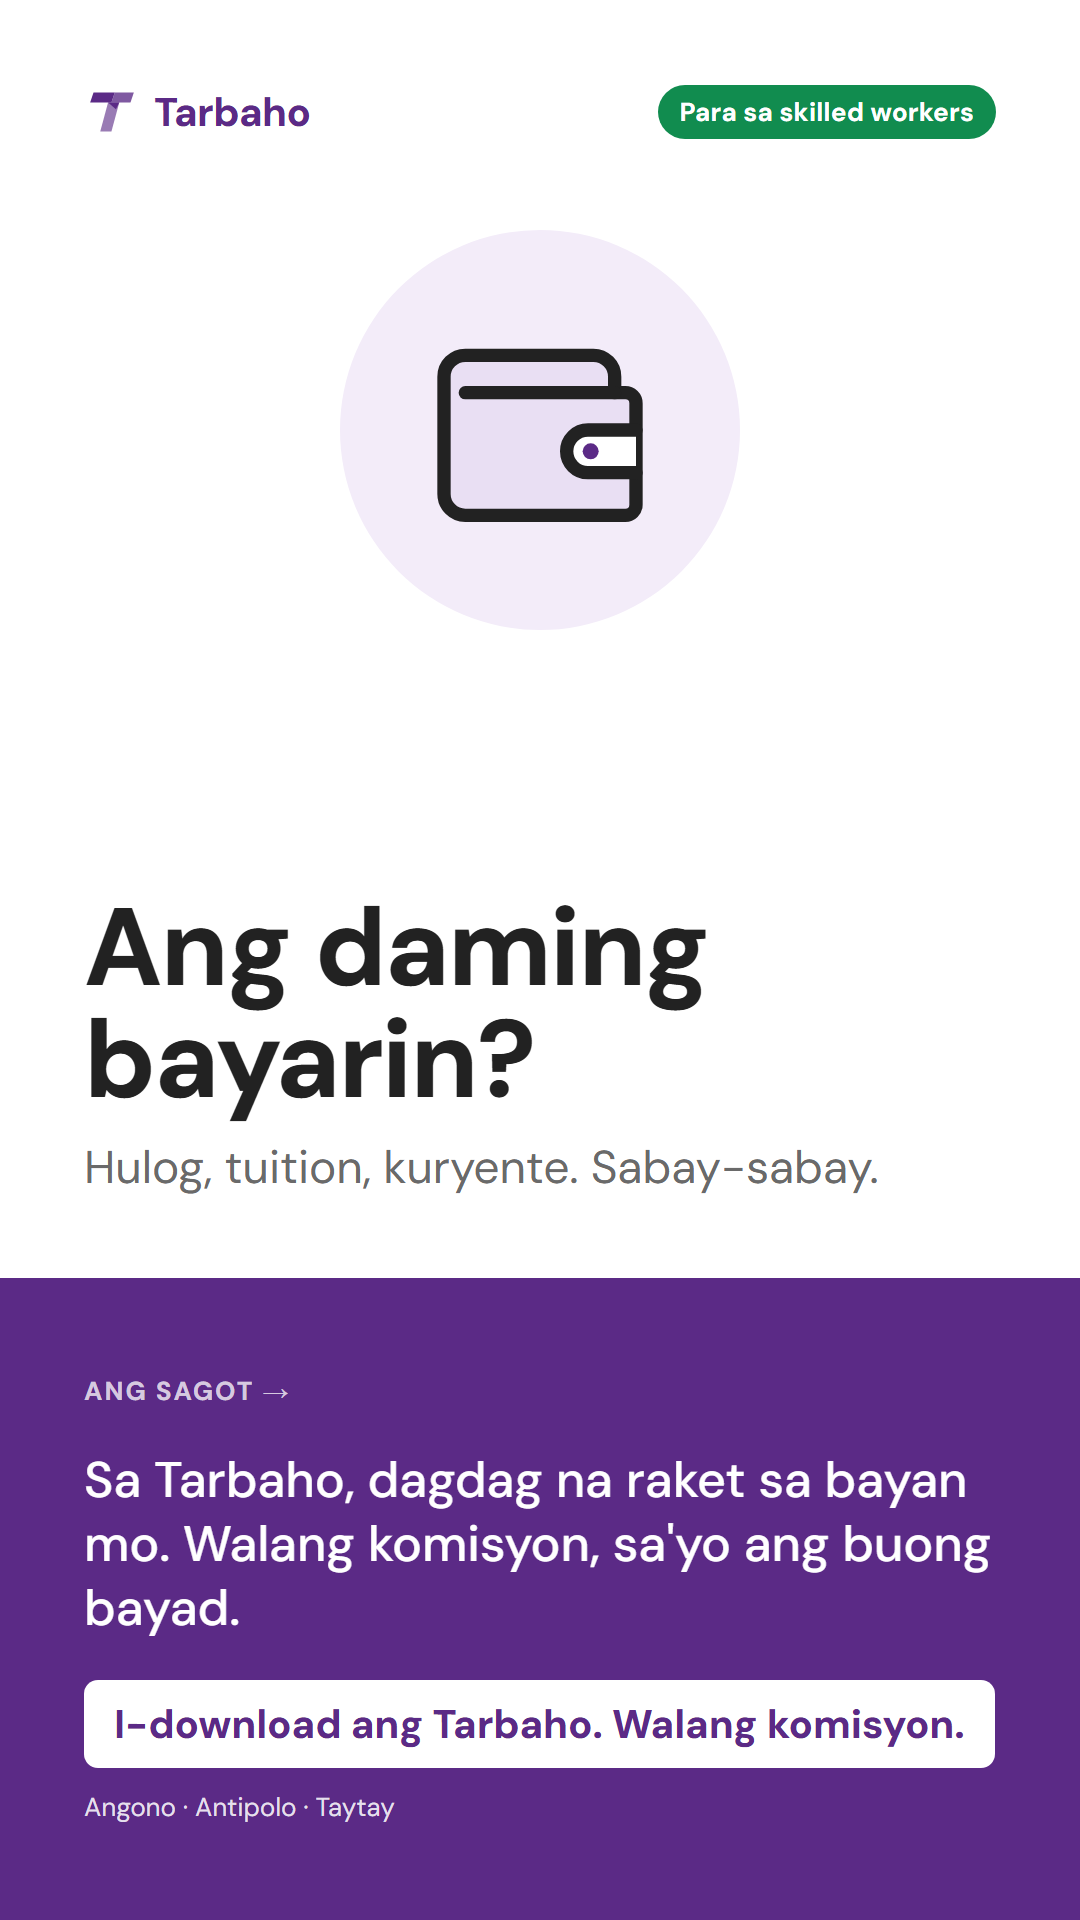 Tarbaho
Para sa skilled workers
Ang daming
bayarin?
Hulog, tuition, kuryente. Sabay-sabay.
ANG SAGOT →
Sa Tarbaho, dagdag na raket sa bayan
mo. Walang komisyon, sa'yo ang buong
bayad.
I-download ang Tarbaho. Walang komisyon.
Angono · Antipolo · Taytay